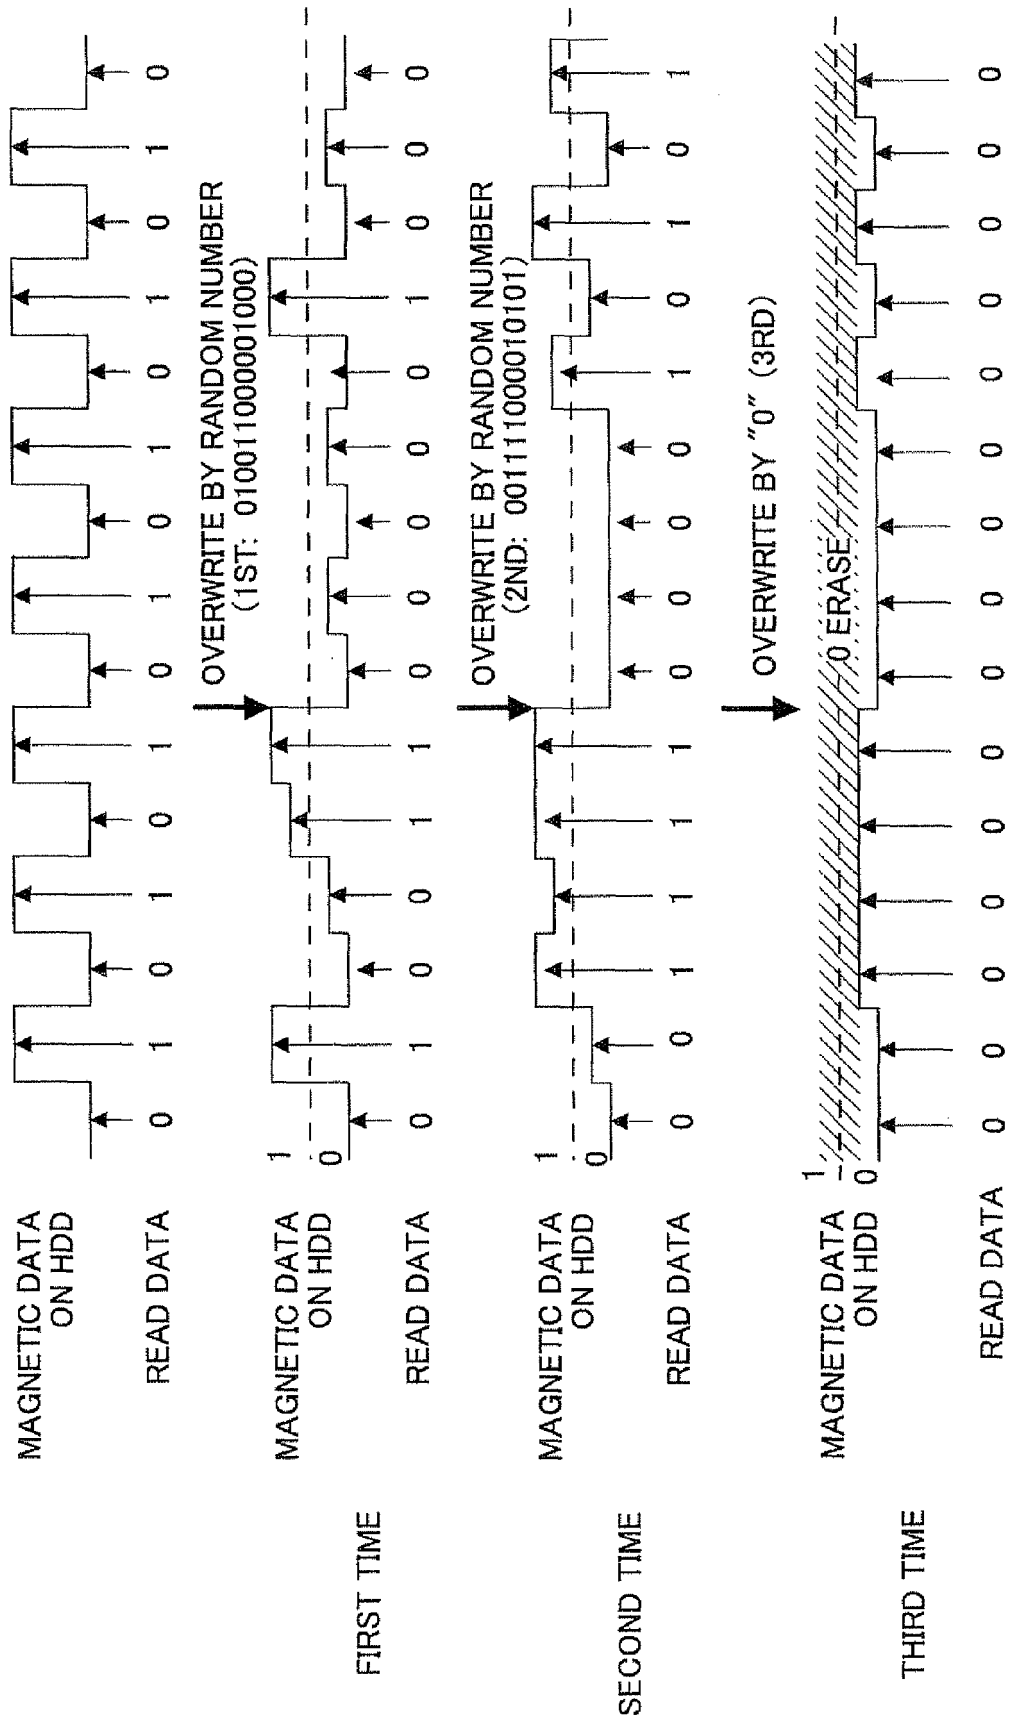 MAGNETIC DATA
ON HDD
READ DATA 0 1 0 1 0 1 0 1 0 1 0 1 0 1 0
OVERWRITE BY RANDOM NUMBER
(1ST: 010011000001000)
FIRST TIME
MAGNETIC DATA
ON HDD
1
0
READ DATA 0 1 0 0 1 1 0 0 0 0 0 1 0 0 0
OVERWRITE BY RANDOM NUMBER
(2ND: 001111000010101)
SECOND TIME
MAGNETIC DATA
ON HDD
1
0
READ DATA 0 0 1 1 1 1 0 0 0 0 1 0 1 0 1
OVERWRITE BY "0" (3RD)
THIRD TIME
MAGNETIC DATA
ON HDD
1
0
0 ERASE
READ DATA 0 0 0 0 0 0 0 0 0 0 0 0 0 0 0